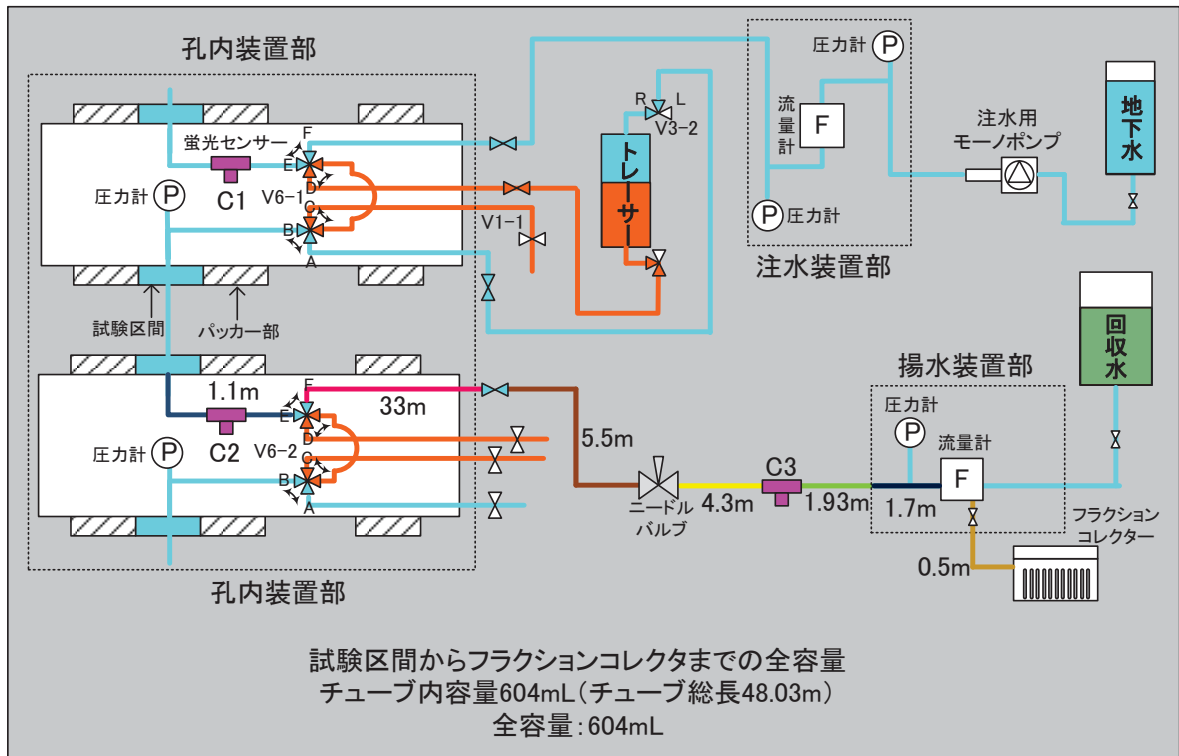 孔内装置部
蛍光センサー
圧力計
P
C1
V6-1
F
E
D
C
B
A
V1-1
試験区間
パッカー部
R
L
V3-2
トレーサー
圧力計
P
流量計
F
P
圧力計
注水装置部
注水用
モーノポンプ
地下水
1.1m
C2
V6-2
圧力計
P
F
E
D
C
B
A
33m
5.5m
ニードル
バルブ
4.3m
C3
1.93m
揚水装置部
圧力計
P
流量計
F
1.7m
回収水
0.5m
フラクション
コレクター
孔内装置部
試験区間からフラクションコレクタまでの全容量
チューブ内容量604mL(チューブ総長48.03m)
全容量:604mL